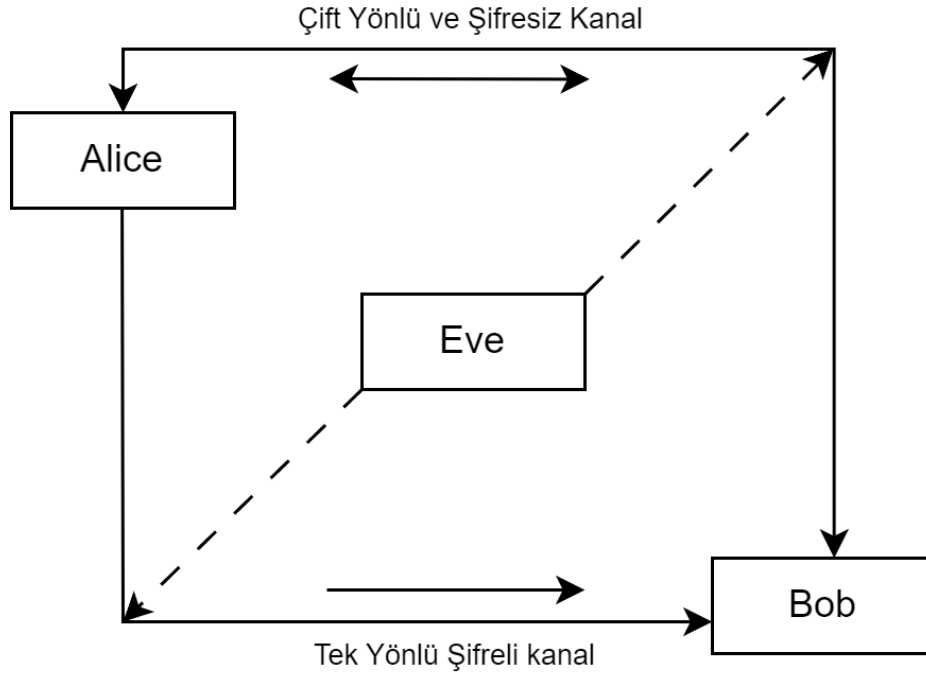 Çift Yönlü ve Şifresiz Kanal
Alice
Eve
Bob
Tek Yönlü Şifreli kanal